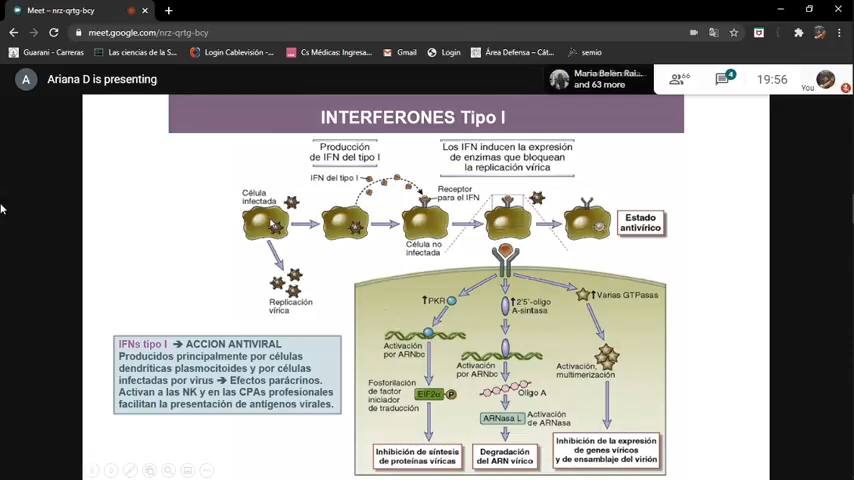 Meet - nrz-qrtg-bcy
meet.google.com/nrz-qrtg-bcy
Guarani - Carreras
Las ciencias de la S...
Login Cablevisión...
Cs Médicas: Ingresa...
Gmail
Login
Área Defensa – Cát...
semio
A
Ariana D is presenting
Maria Belen Rai...
and 63 more
66
4
19:56
You
INTERFERONES Tipo I
Producción
de IFN del tipo I
Los IFN inducen la expresión
de enzimas que bloquean
la replicación vírica
IFN del tipo I
Célula
infectada
Receptor
para el IFN
Estado
antivírico
Célula no
infectada
Replicación
vírica
↑PKR
↑2'5'-oligo
A-sintasa
↑Varias GTPasas
Activación
por ARNbc
Activación
por ARNbc
Activación,
multimerización
Fosforilación
de factor
iniciador
de traducción
EIF2α
P
Oligo A
ARNasa L
Activación
de ARNasa
Inhibición de síntesis
de proteínas víricas
Degradación
del ARN vírico
Inhibición de la expresión
de genes víricos
y de ensamblaje del virión
IFNs tipo I ➔ ACCION ANTIVIRAL
Producidos principalmente por células
dendríticas plasmocitoides y por células
infectadas por virus ➔ Efectos parácrinos.
Activan a las NK y en las CPAs profesionales
facilitan la presentación de antígenos virales.